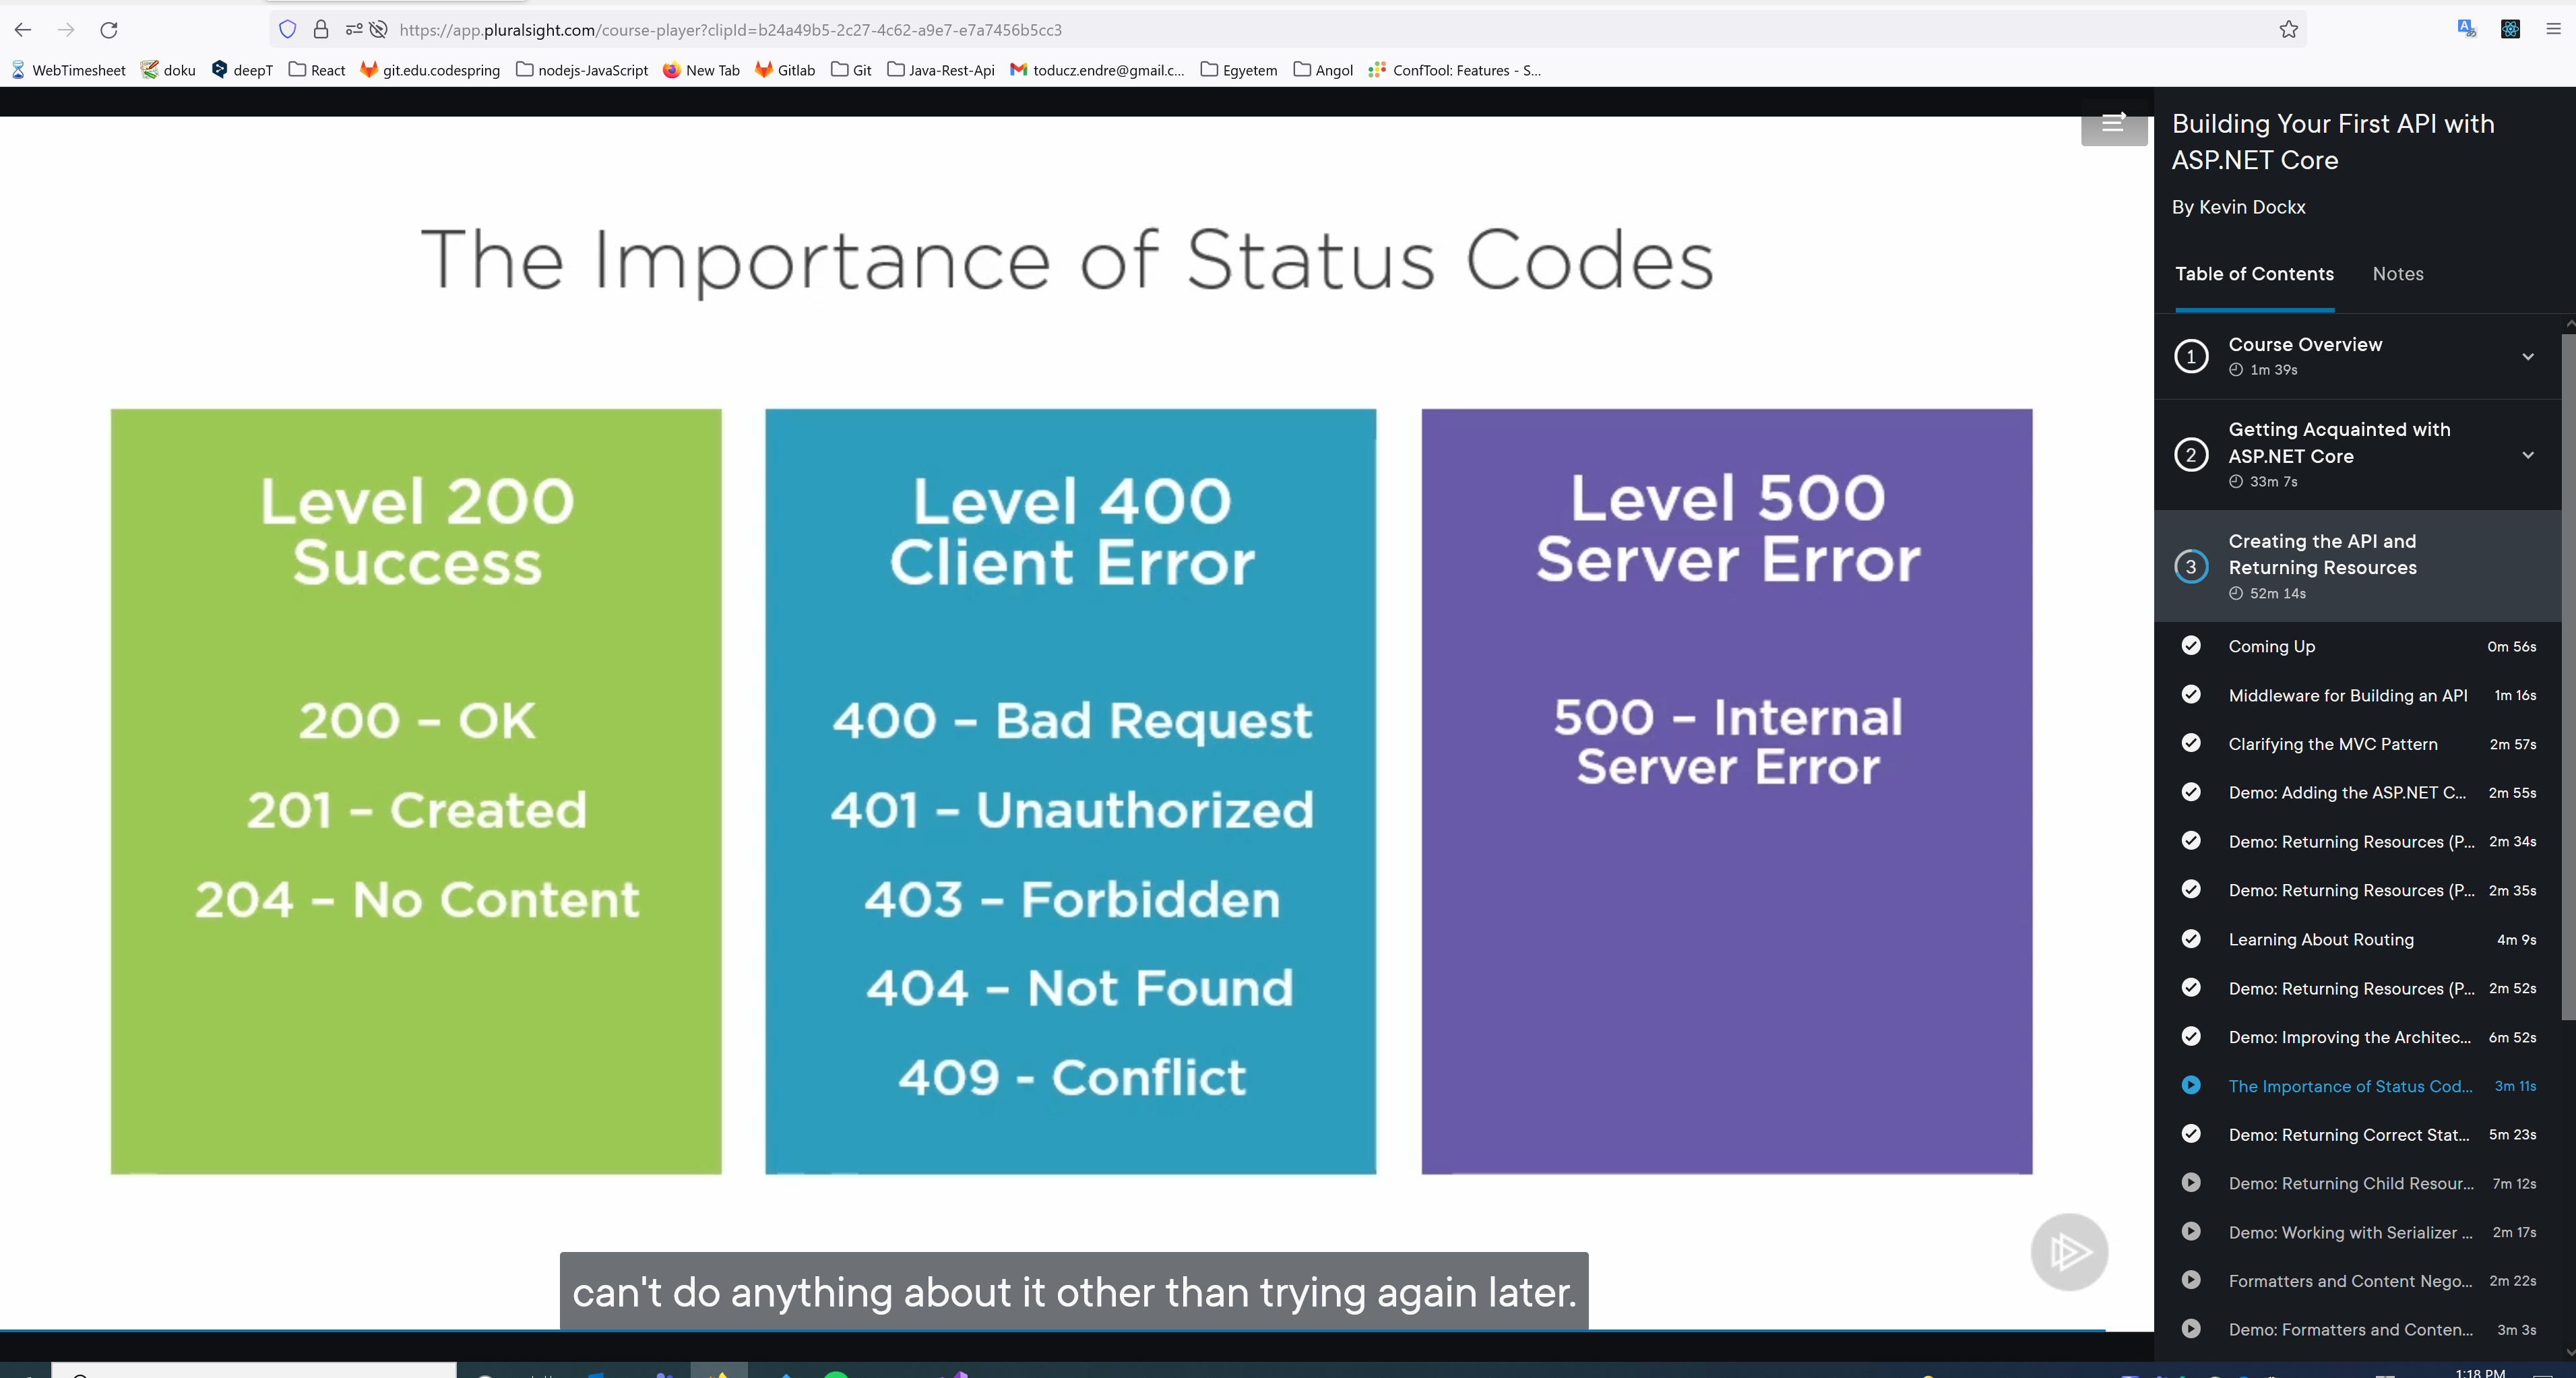 https://app.pluralsight.com/course-player?clipId=b24a49b5-2c27-4c62-a9e7-e7a7456b5cc3
WebTimesheet doku deepT React git.edu.codespring nodejs-JavaScript New Tab Gitlab Git Java-Rest-Api toducz.endre@gmail.c... Egyetem Angol ConfTool: Features - S...
The Importance of Status Codes
Level 200
Success
200 – OK
201 – Created
204 – No Content
Level 400
Client Error
400 – Bad Request
401 – Unauthorized
403 – Forbidden
404 – Not Found
409 - Conflict
Level 500
Server Error
500 – Internal
Server Error
can't do anything about it other than trying again later.
Building Your First API with
ASP.NET Core
By Kevin Dockx
Table of Contents Notes
1 Course Overview
1m 39s
2 Getting Acquainted with
ASP.NET Core
33m 7s
3 Creating the API and
Returning Resources
52m 14s
Coming Up 0m 56s
Middleware for Building an API 1m 16s
Clarifying the MVC Pattern 2m 57s
Demo: Adding the ASP.NET C... 2m 55s
Demo: Returning Resources (P... 2m 34s
Demo: Returning Resources (P... 2m 35s
Learning About Routing 4m 9s
Demo: Returning Resources (P... 2m 52s
Demo: Improving the Architec... 6m 52s
The Importance of Status Cod... 3m 11s
Demo: Returning Correct Stat... 5m 23s
Demo: Returning Child Resour... 7m 12s
Demo: Working with Serializer ... 2m 17s
Formatters and Content Nego... 2m 22s
Demo: Formatters and Conten... 3m 3s
1:18 PM